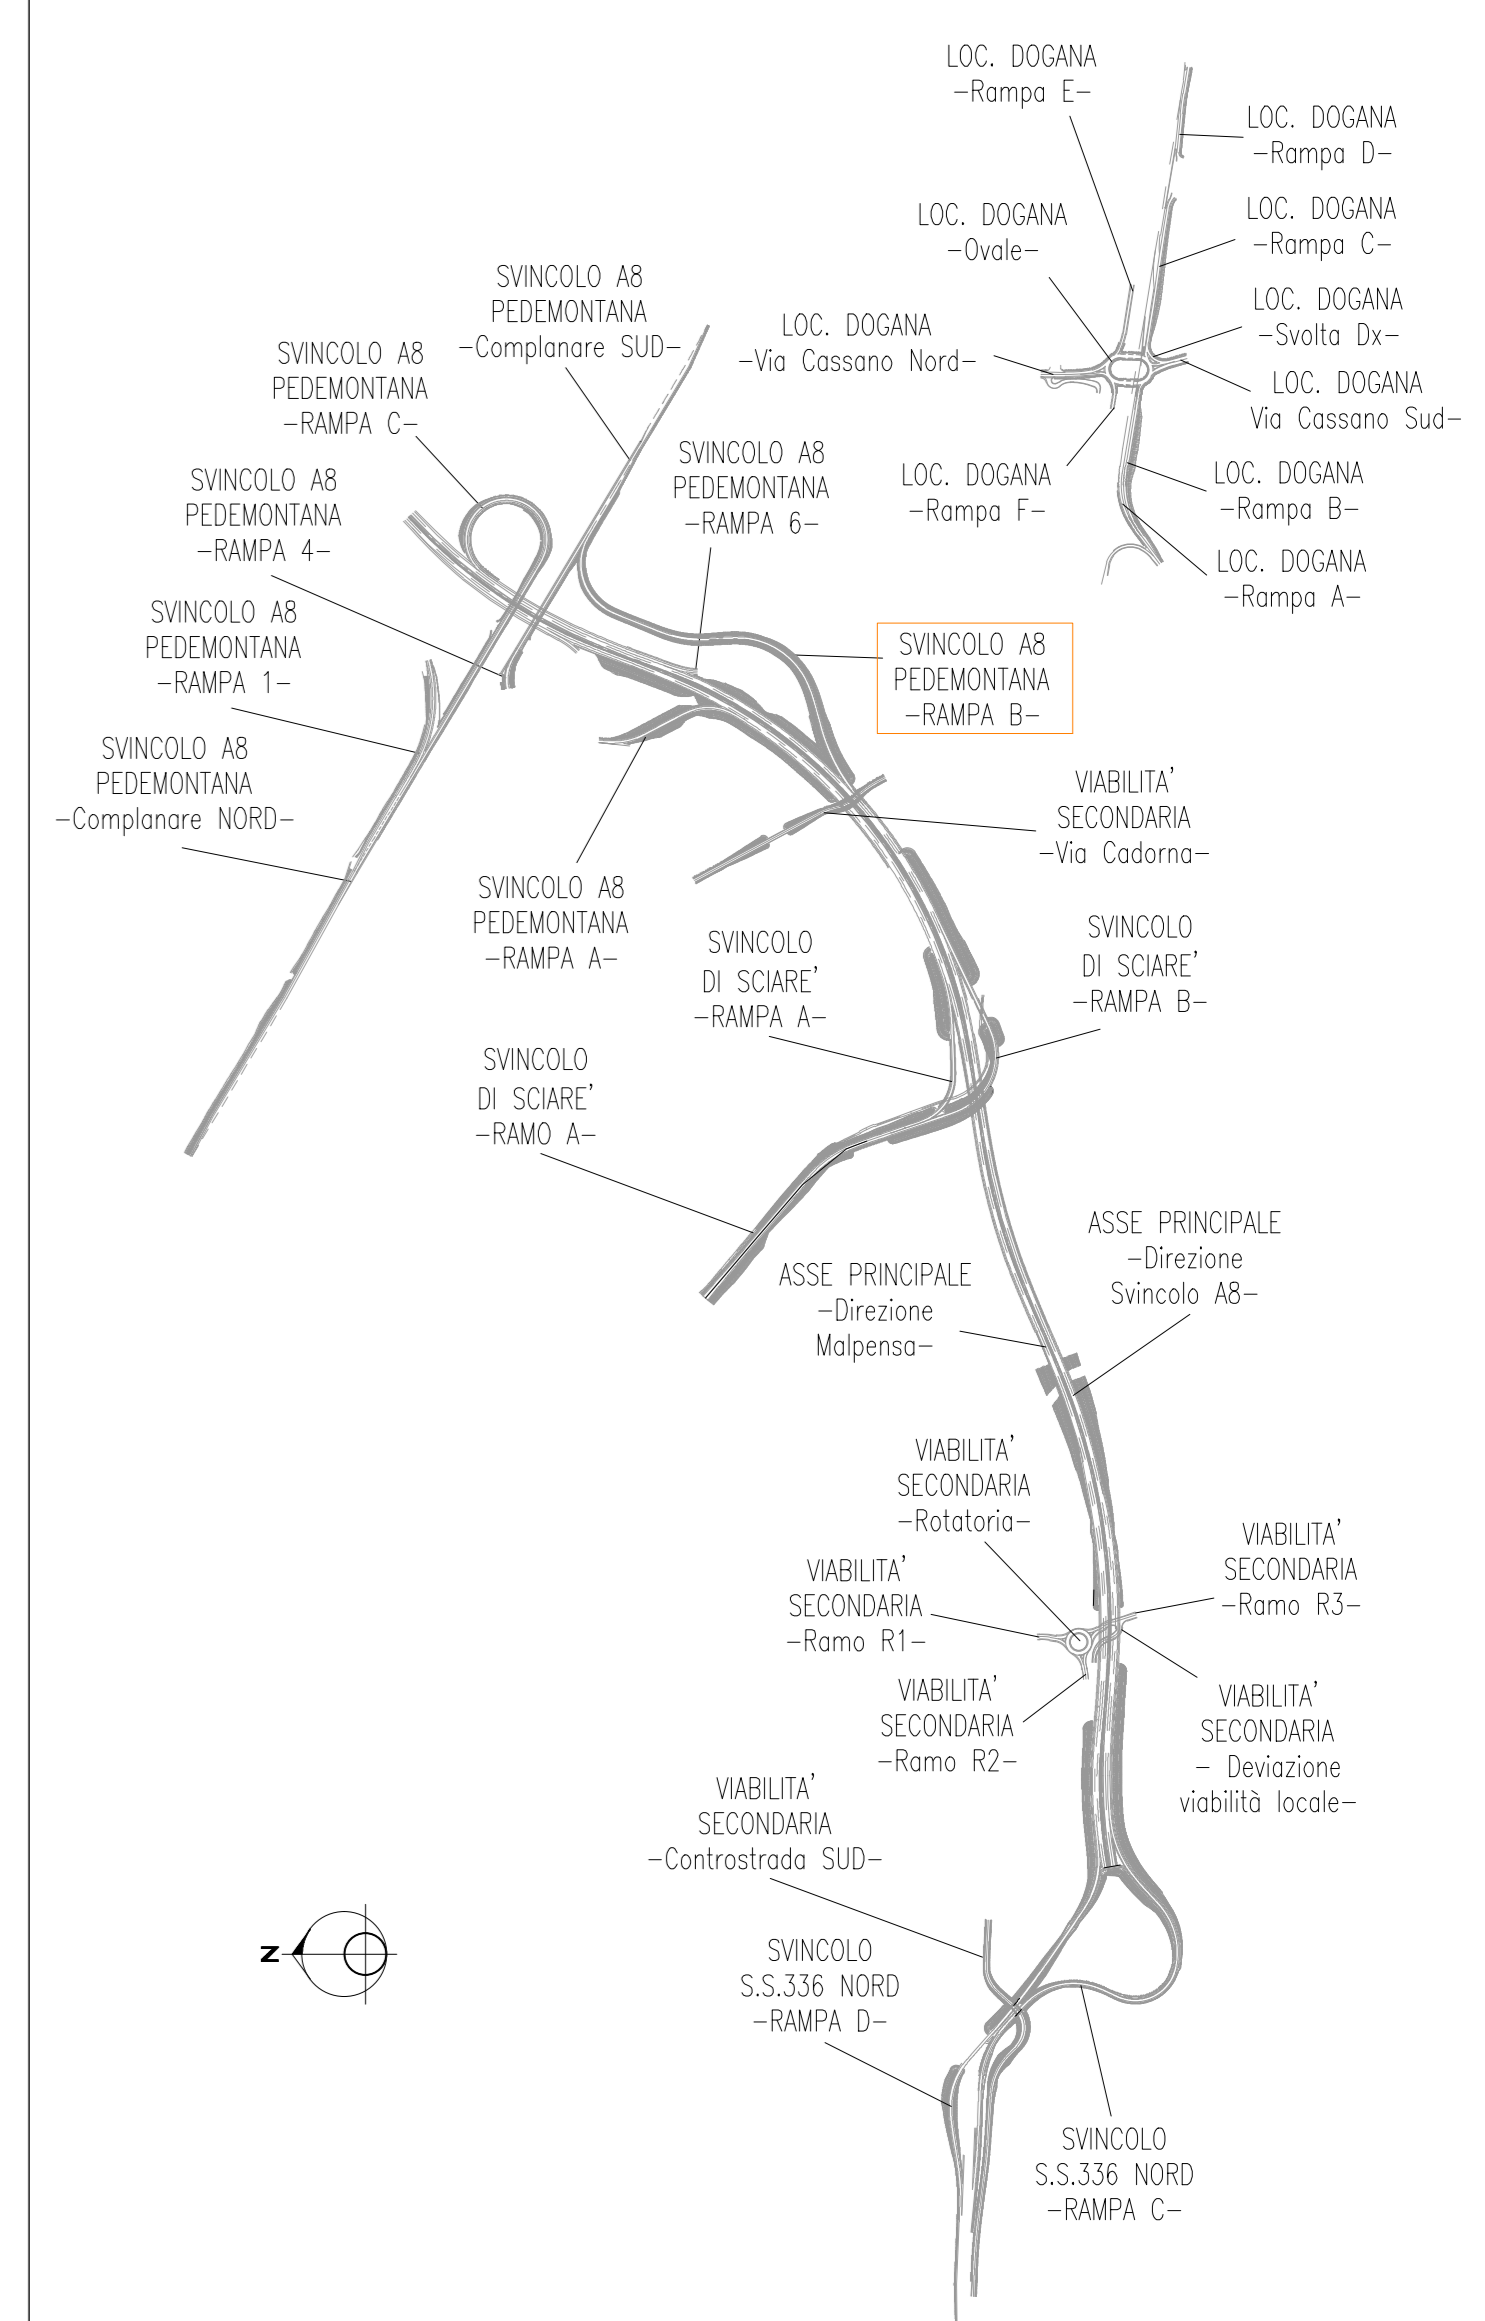 LOC. DOGANA
-Rampa E-
LOC. DOGANA
-Rampa D-
LOC. DOGANA
-Rampa C-
LOC. DOGANA
-Ovale-
SVINCOLO A8
PEDEMONTANA
-Complanare SUD-
LOC. DOGANA
-Svolta Dx-
LOC. DOGANA
-Via Cassano Nord-
SVINCOLO A8
PEDEMONTANA
-RAMPA C-
LOC. DOGANA
Via Cassano Sud-
SVINCOLO A8
PEDEMONTANA
-RAMPA 6-
SVINCOLO A8
PEDEMONTANA
-RAMPA 4-
LOC. DOGANA
-Rampa F-
LOC. DOGANA
-Rampa B-
LOC. DOGANA
-Rampa A-
SVINCOLO A8
PEDEMONTANA
-RAMPA 1-
SVINCOLO A8
PEDEMONTANA
-RAMPA B-
SVINCOLO A8
PEDEMONTANA
-Complanare NORD-
VIABILITA'
SECONDARIA
-Via Cadorna-
SVINCOLO A8
PEDEMONTANA
-RAMPA A-
SVINCOLO
DI SCIARE'
-RAMPA A-
SVINCOLO
DI SCIARE'
-RAMPA B-
SVINCOLO
DI SCIARE'
-RAMO A-
ASSE PRINCIPALE
-Direzione
Svincolo A8-
ASSE PRINCIPALE
-Direzione
Malpensa-
VIABILITA'
SECONDARIA
-Rotatoria-
VIABILITA'
SECONDARIA
-Ramo R3-
VIABILITA'
SECONDARIA
-Ramo R1-
VIABILITA'
SECONDARIA
-Ramo R2-
VIABILITA'
SECONDARIA
- Deviazione
viabilità locale-
VIABILITA'
SECONDARIA
-Controstrada SUD-
N
SVINCOLO
S.S.336 NORD
-RAMPA D-
SVINCOLO
S.S.336 NORD
-RAMPA C-